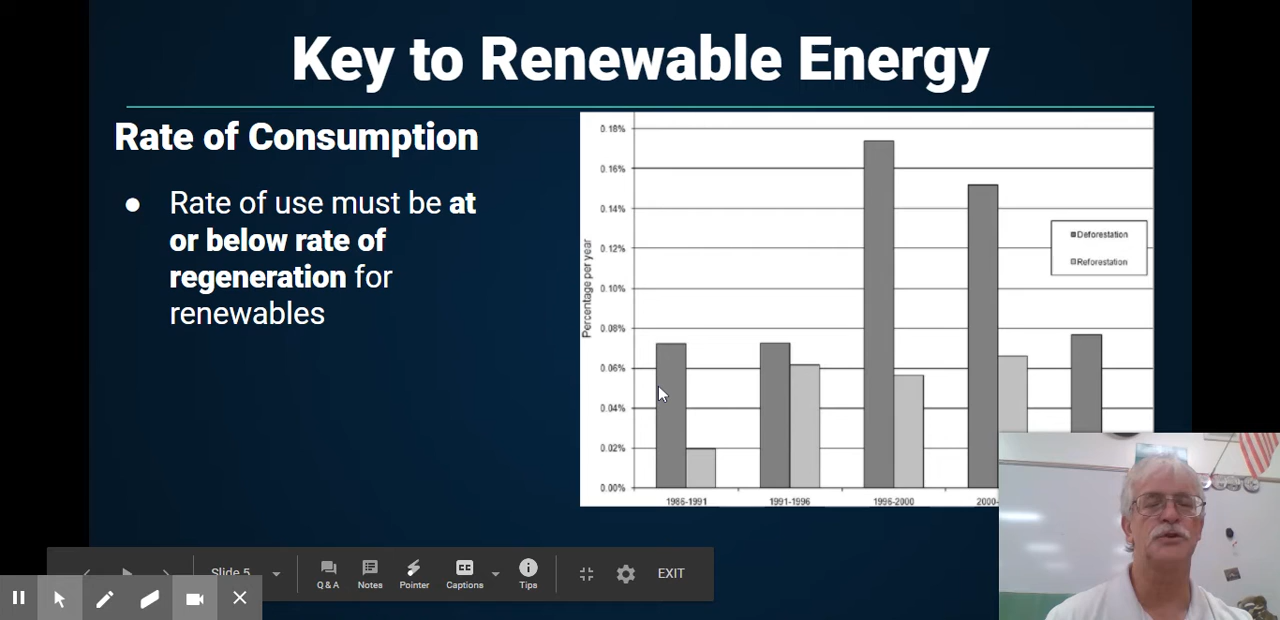 Key to Renewable Energy
Rate of Consumption
● Rate of use must be at
or below rate of
regeneration for
renewables
Percentage per year
0.18%
0.16%
0.14%
0.12%
0.10%
0.08%
0.06%
0.04%
0.02%
0.00%
Deforestation
Reforestation
1986-1991
1991-1996
1996-2000
2000-
Slide 5
Q & A
Notes
Pointer
CC
Captions
Tips
EXIT